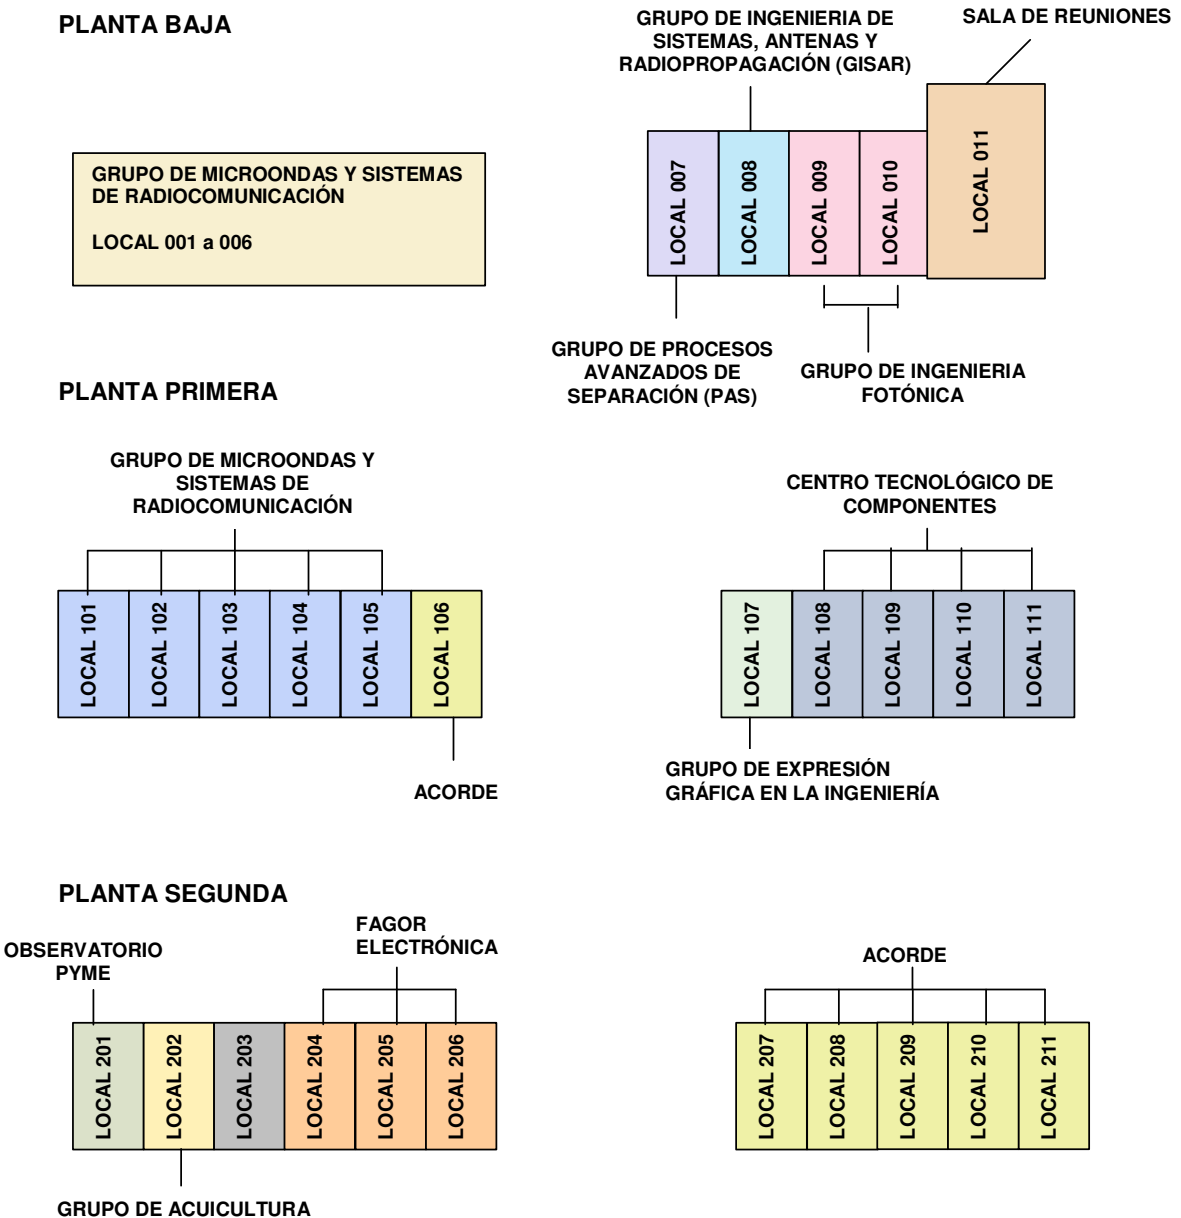 PLANTA BAJA
GRUPO DE INGENIERIA DE
SISTEMAS, ANTENAS Y
RADIOPROPAGACIÓN (GISAR)
SALA DE REUNIONES
GRUPO DE MICROONDAS Y SISTEMAS
DE RADIOCOMUNICACIÓN
LOCAL 001 a 006
LOCAL 007
LOCAL 008
LOCAL 009
LOCAL 010
LOCAL 011
GRUPO DE PROCESOS
AVANZADOS DE
SEPARACIÓN (PAS)
GRUPO DE INGENIERIA
FOTÓNICA
PLANTA PRIMERA
GRUPO DE MICROONDAS Y
SISTEMAS DE
RADIOCOMUNICACIÓN
LOCAL 101
LOCAL 102
LOCAL 103
LOCAL 104
LOCAL 105
LOCAL 106
ACORDE
CENTRO TECNOLÓGICO DE
COMPONENTES
LOCAL 107
LOCAL 108
LOCAL 109
LOCAL 110
LOCAL 111
GRUPO DE EXPRESIÓN
GRÁFICA EN LA INGENIERÍA
PLANTA SEGUNDA
OBSERVATORIO
PYME
FAGOR
ELECTRÓNICA
LOCAL 201
LOCAL 202
LOCAL 203
LOCAL 204
LOCAL 205
LOCAL 206
GRUPO DE ACUICULTURA
ACORDE
LOCAL 207
LOCAL 208
LOCAL 209
LOCAL 210
LOCAL 211